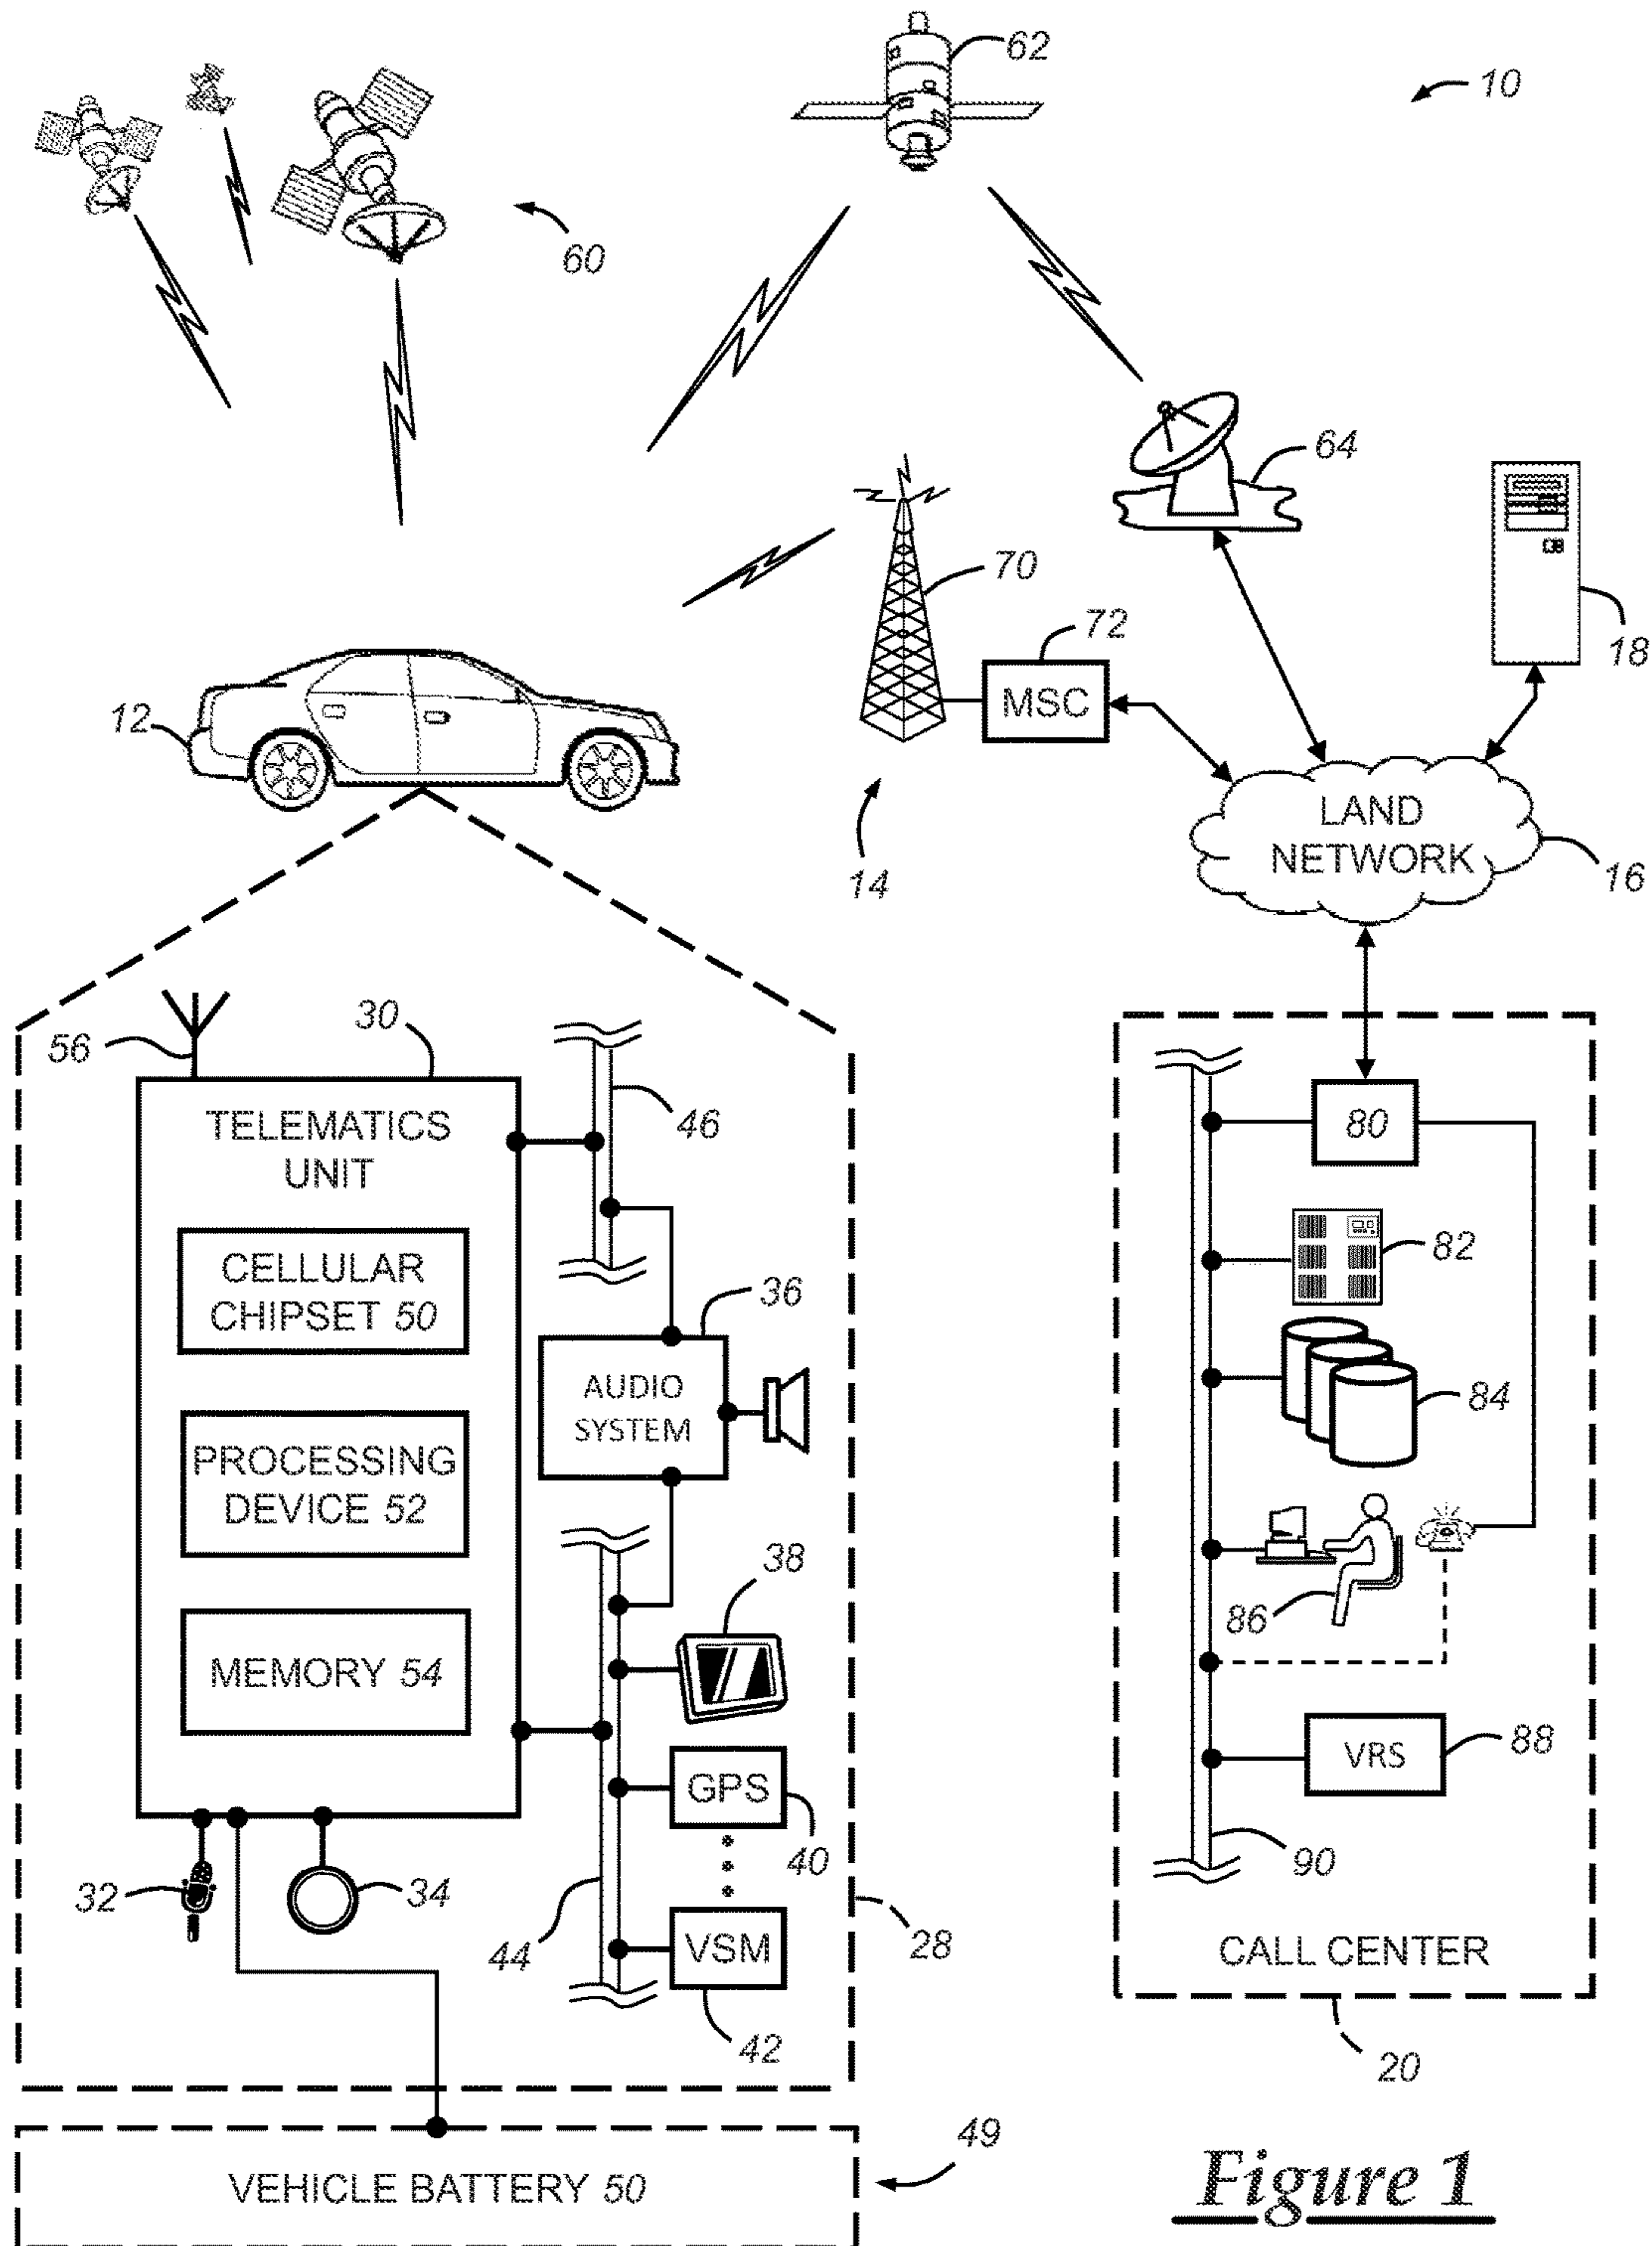 62
10
60
64
70
72
18
MSC
12
LAND
NETWORK
16
14
30
56
46
TELEMATICS
UNIT
80
CELLULAR
CHIPSET 50
82
36
AUDIO
SYSTEM
84
PROCESSING
DEVICE 52
38
86
MEMORY 54
VRS
88
GPS
40
90
32
34
44
VSM
28
CALL CENTER
42
20
49
VEHICLE BATTERY 50
Figure 1